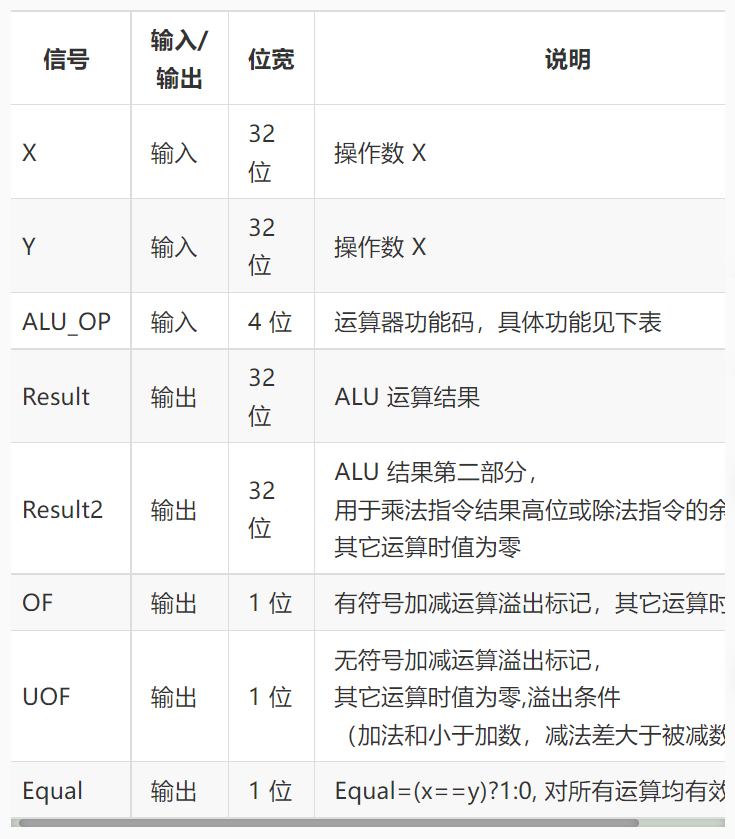 信号 输入/输出 位宽 说明
X 输入 32位 操作数 X
Y 输入 32位 操作数 X
ALU_OP 输入 4 位 运算器功能码，具体功能见下表
Result 输出 32位 ALU 运算结果
Result2 输出 32位 ALU 结果第二部分，
用于乘法指令结果高位或除法指令的余
其它运算时值为零
OF 输出 1 位 有符号加减运算溢出标记，其它运算时
UOF 输出 1 位 无符号加减运算溢出标记，
其它运算时值为零,溢出条件
（加法和小于加数，减法差大于被减数
Equal 输出 1 位 Equal=(x==y)?1:0, 对所有运算均有效